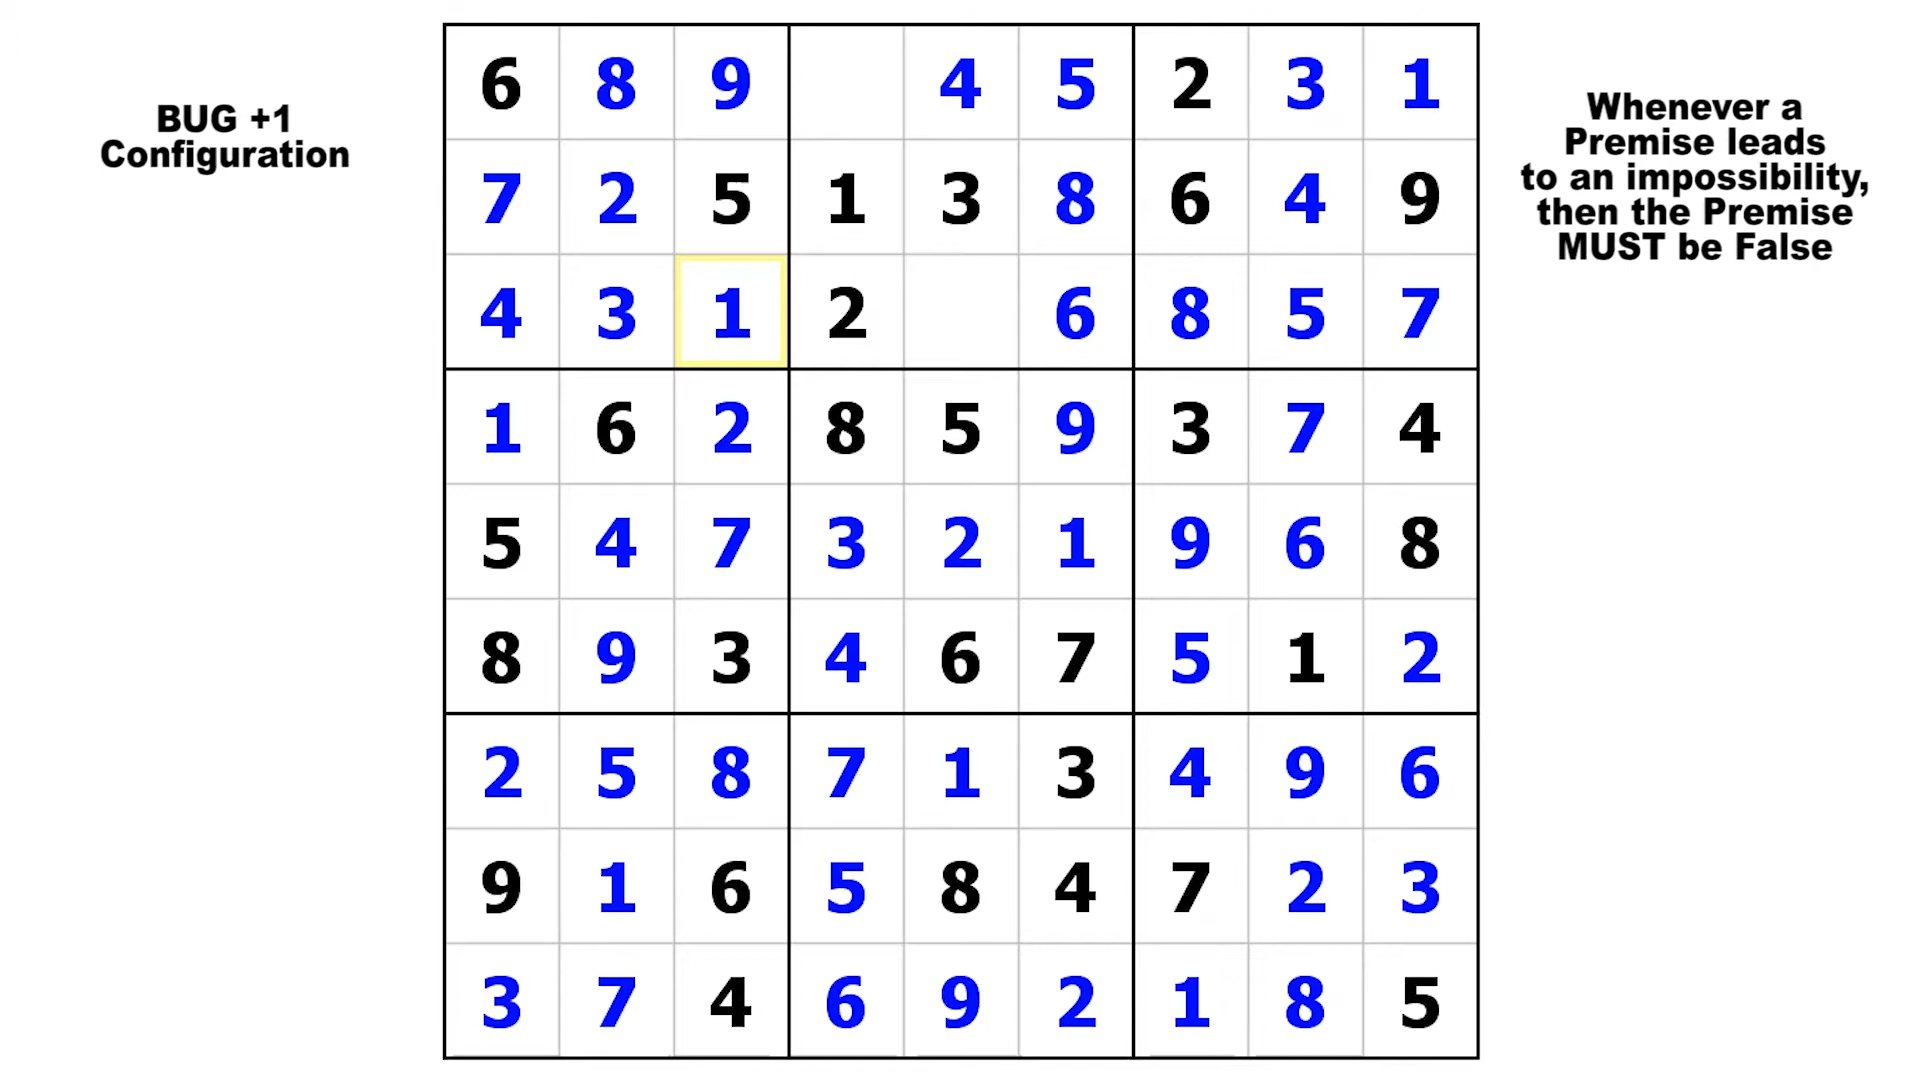 BUG +1
Configuration
6 8 9 4 5 2 3 1
7 2 5 1 3 8 6 4 9
4 3 1 2 6 8 5 7
1 6 2 8 5 9 3 7 4
5 4 7 3 2 1 9 6 8
8 9 3 4 6 7 5 1 2
2 5 8 7 1 3 4 9 6
9 1 6 5 8 4 7 2 3
3 7 4 6 9 2 1 8 5
Whenever a
Premise leads
to an impossibility,
then the Premise
MUST be False